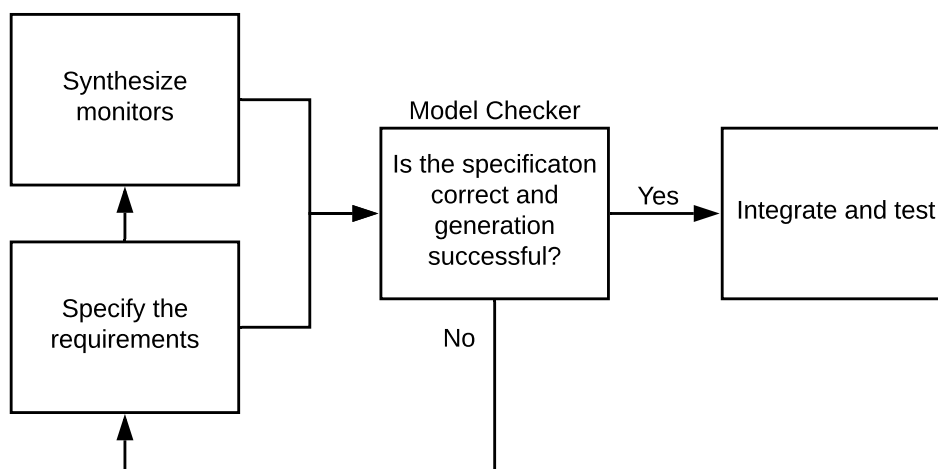 Synthesize
monitors
Model Checker
Is the specificaton
correct and
generation
successful?
Yes
Integrate and test
Specify the
requirements
No